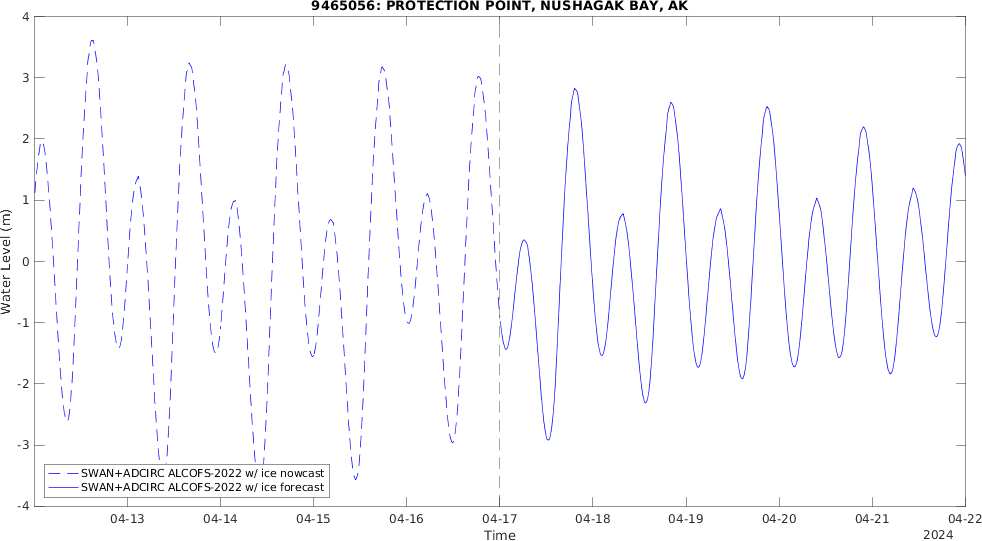 9465056: PROTECTION POINT, NUSHAGAK BAY, AK
4
3
2
1
0
-1
-2
-3
-4
Water Level (m)
SWAN+ADCIRC ALCOFS-2022 w/ ice nowcast
SWAN+ADCIRC ALCOFS-2022 w/ ice forecast
04-13 04-14 04-15 04-16 04-17 04-18 04-19 04-20 04-21 04-22
Time
2024